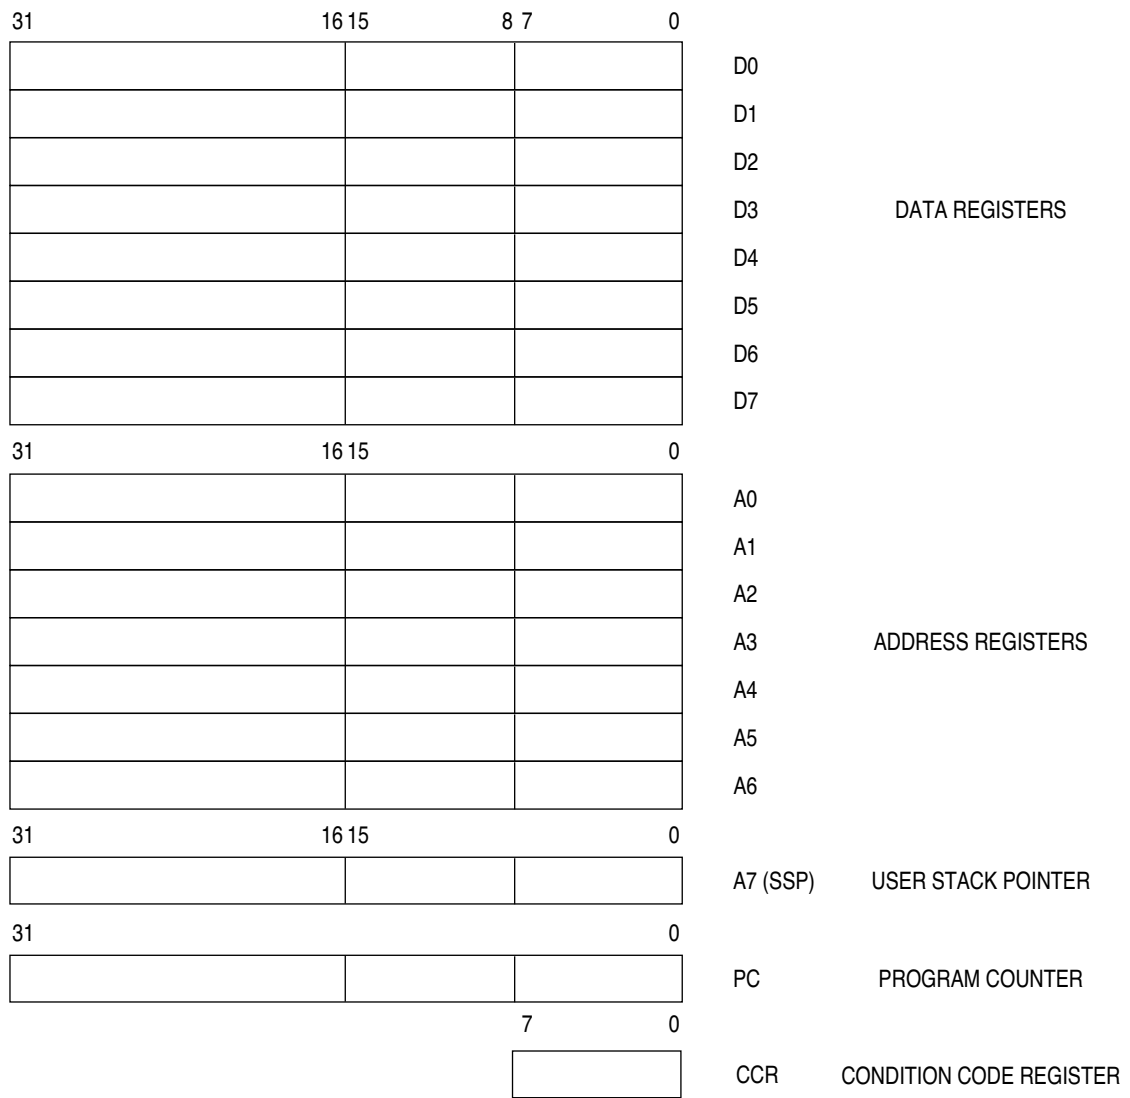 31 16 15 8 7 0
D0
D1
D2
D3 DATA REGISTERS
D4
D5
D6
D7
31 16 15 0
A0
A1
A2
A3 ADDRESS REGISTERS
A4
A5
A6
31 16 15 0
A7 (SSP) USER STACK POINTER
31 0
PC PROGRAM COUNTER
7 0
CCR CONDITION CODE REGISTER